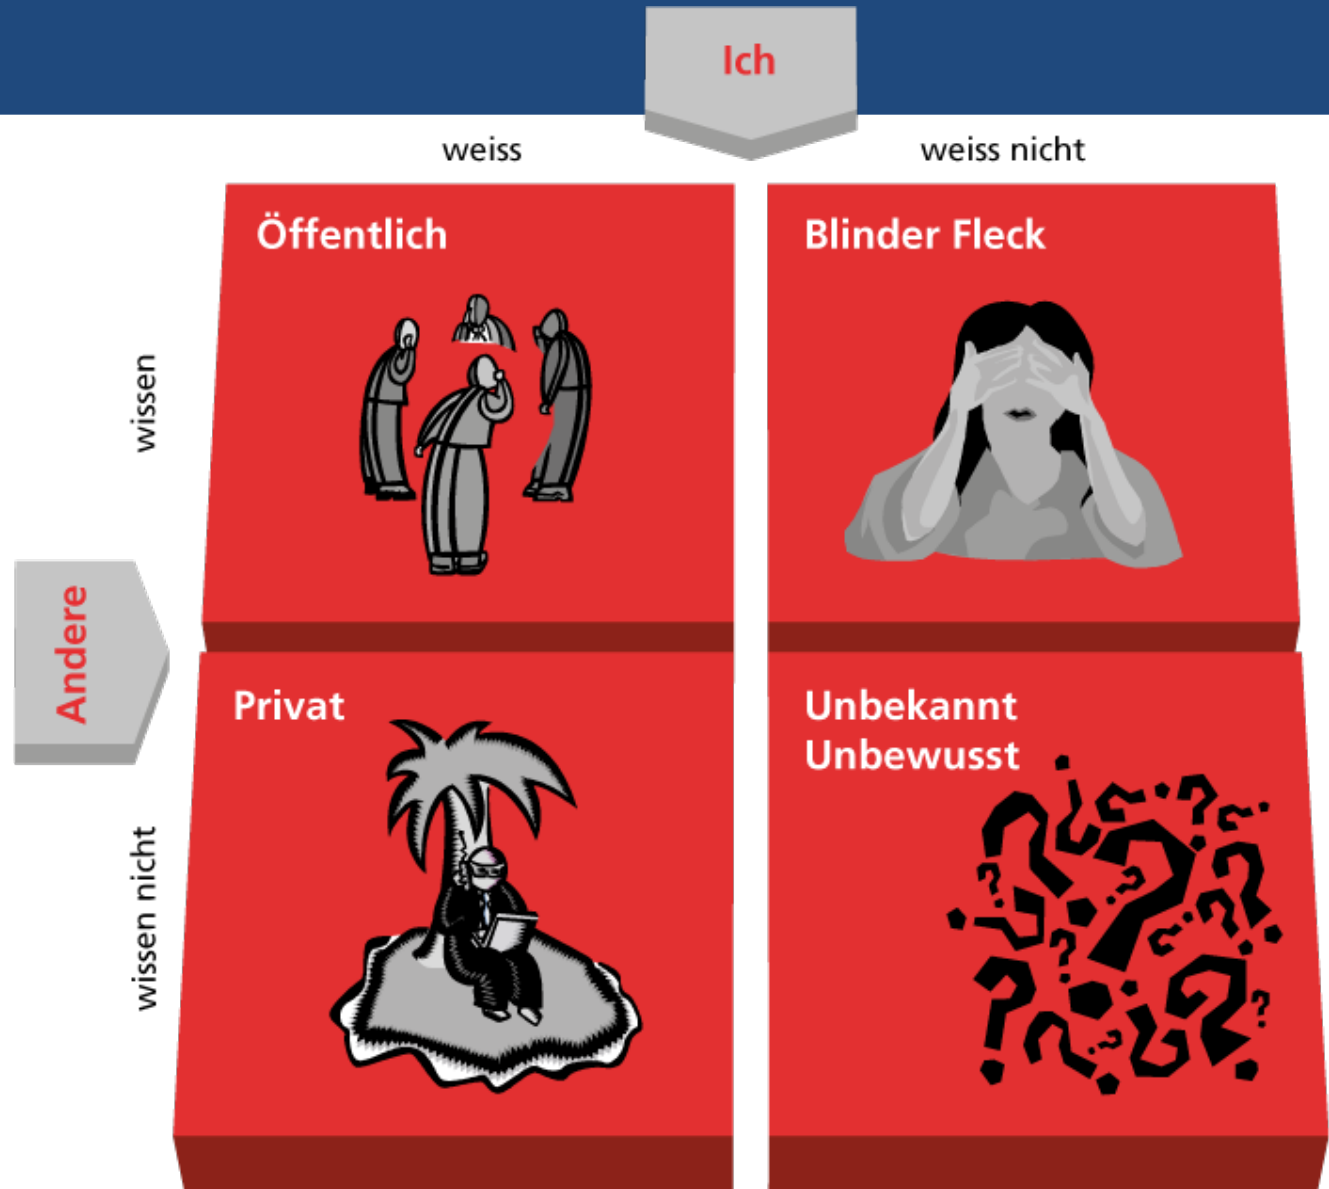 Ich
weiss
weiss nicht
Öffentlich
Blinder Fleck
wissen
Andere
Privat
Unbekannt
Unbewusst
wissen nicht